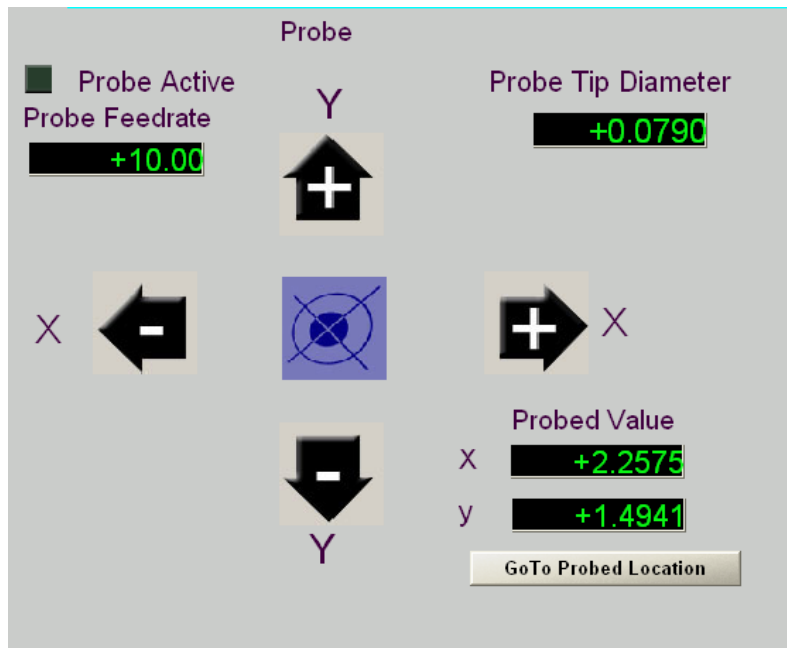 Probe
Probe Active
Probe Feedrate
+10.00
Y
+
Probe Tip Diameter
+0.0790
X
-
+
X
-
Y
Probed Value
X +2.2575
y +1.4941
GoTo Probed Location